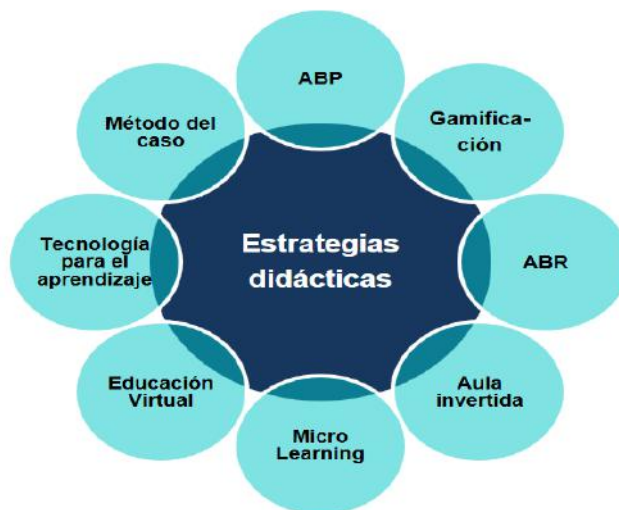 ABP
Gamifica-
ción
ABR
Aula
invertida
Micro
Learning
Educación
Virtual
Tecnología
para el
aprendizaje
Método del
caso
Estrategias
didácticas